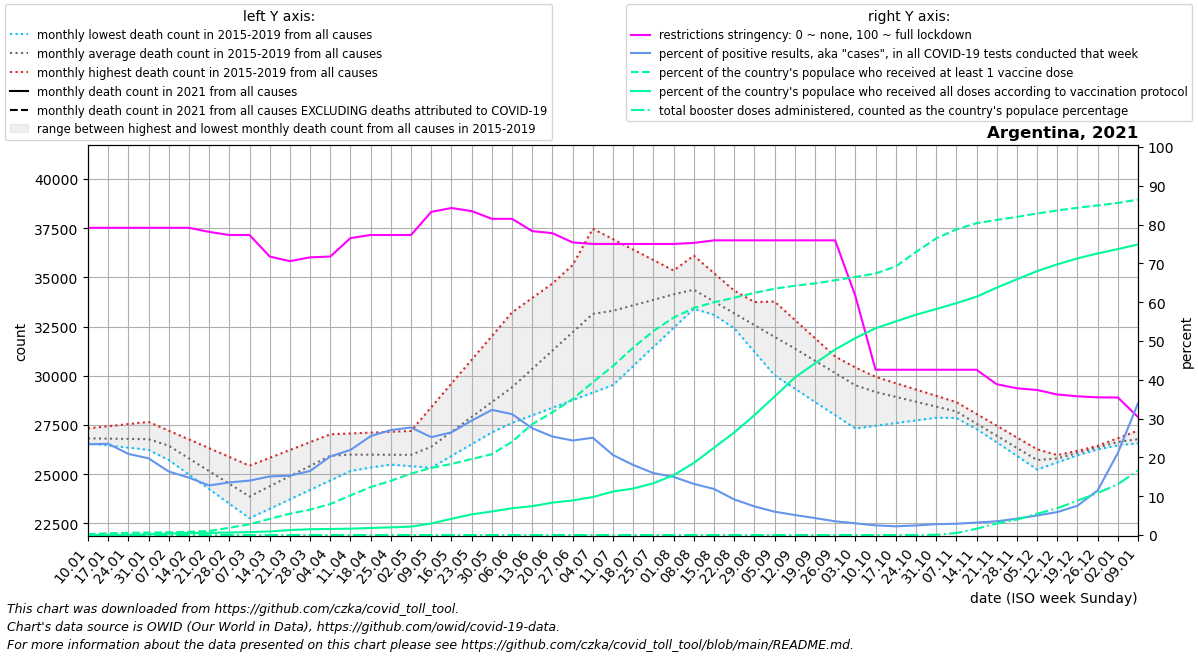 left Y axis:
monthly lowest death count in 2015-2019 from all causes
monthly average death count in 2015-2019 from all causes
monthly highest death count in 2015-2019 from all causes
monthly death count in 2021 from all causes
monthly death count in 2021 from all causes EXCLUDING deaths attributed to COVID-19
range between highest and lowest monthly death count from all causes in 2015-2019
right Y axis:
restrictions stringency: 0 ~ none, 100 ~ full lockdown
percent of positive results, aka "cases", in all COVID-19 tests conducted that week
percent of the country's populace who received at least 1 vaccine dose
percent of the country's populace who received all doses according to vaccination protocol
total booster doses administered, counted as the country's populace percentage
Argentina, 2021
40000
37500
35000
32500
30000
27500
25000
22500
count
100
90
80
70
60
50
40
30
20
10
0
percent
10.01 17.01 24.01 31.01 07.02 14.02 21.02 28.02 07.03 14.03 21.03 28.03 04.04 11.04 18.04 25.04 02.05 09.05 16.05 23.05 30.05 06.06 13.06 20.06 27.06 04.07 11.07 18.07 25.07 01.08 08.08 15.08 22.08 29.08 05.09 12.09 19.09 26.09 03.10 10.10 17.10 24.10 31.10 07.11 14.11 21.11 28.11 05.12 12.12 19.12 26.12 02.01 09.01
date (ISO week Sunday)
This chart was downloaded from https://github.com/czka/covid_toll_tool.
Chart's data source is OWID (Our World in Data), https://github.com/owid/covid-19-data.
For more information about the data presented on this chart please see https://github.com/czka/covid_toll_tool/blob/main/README.md.